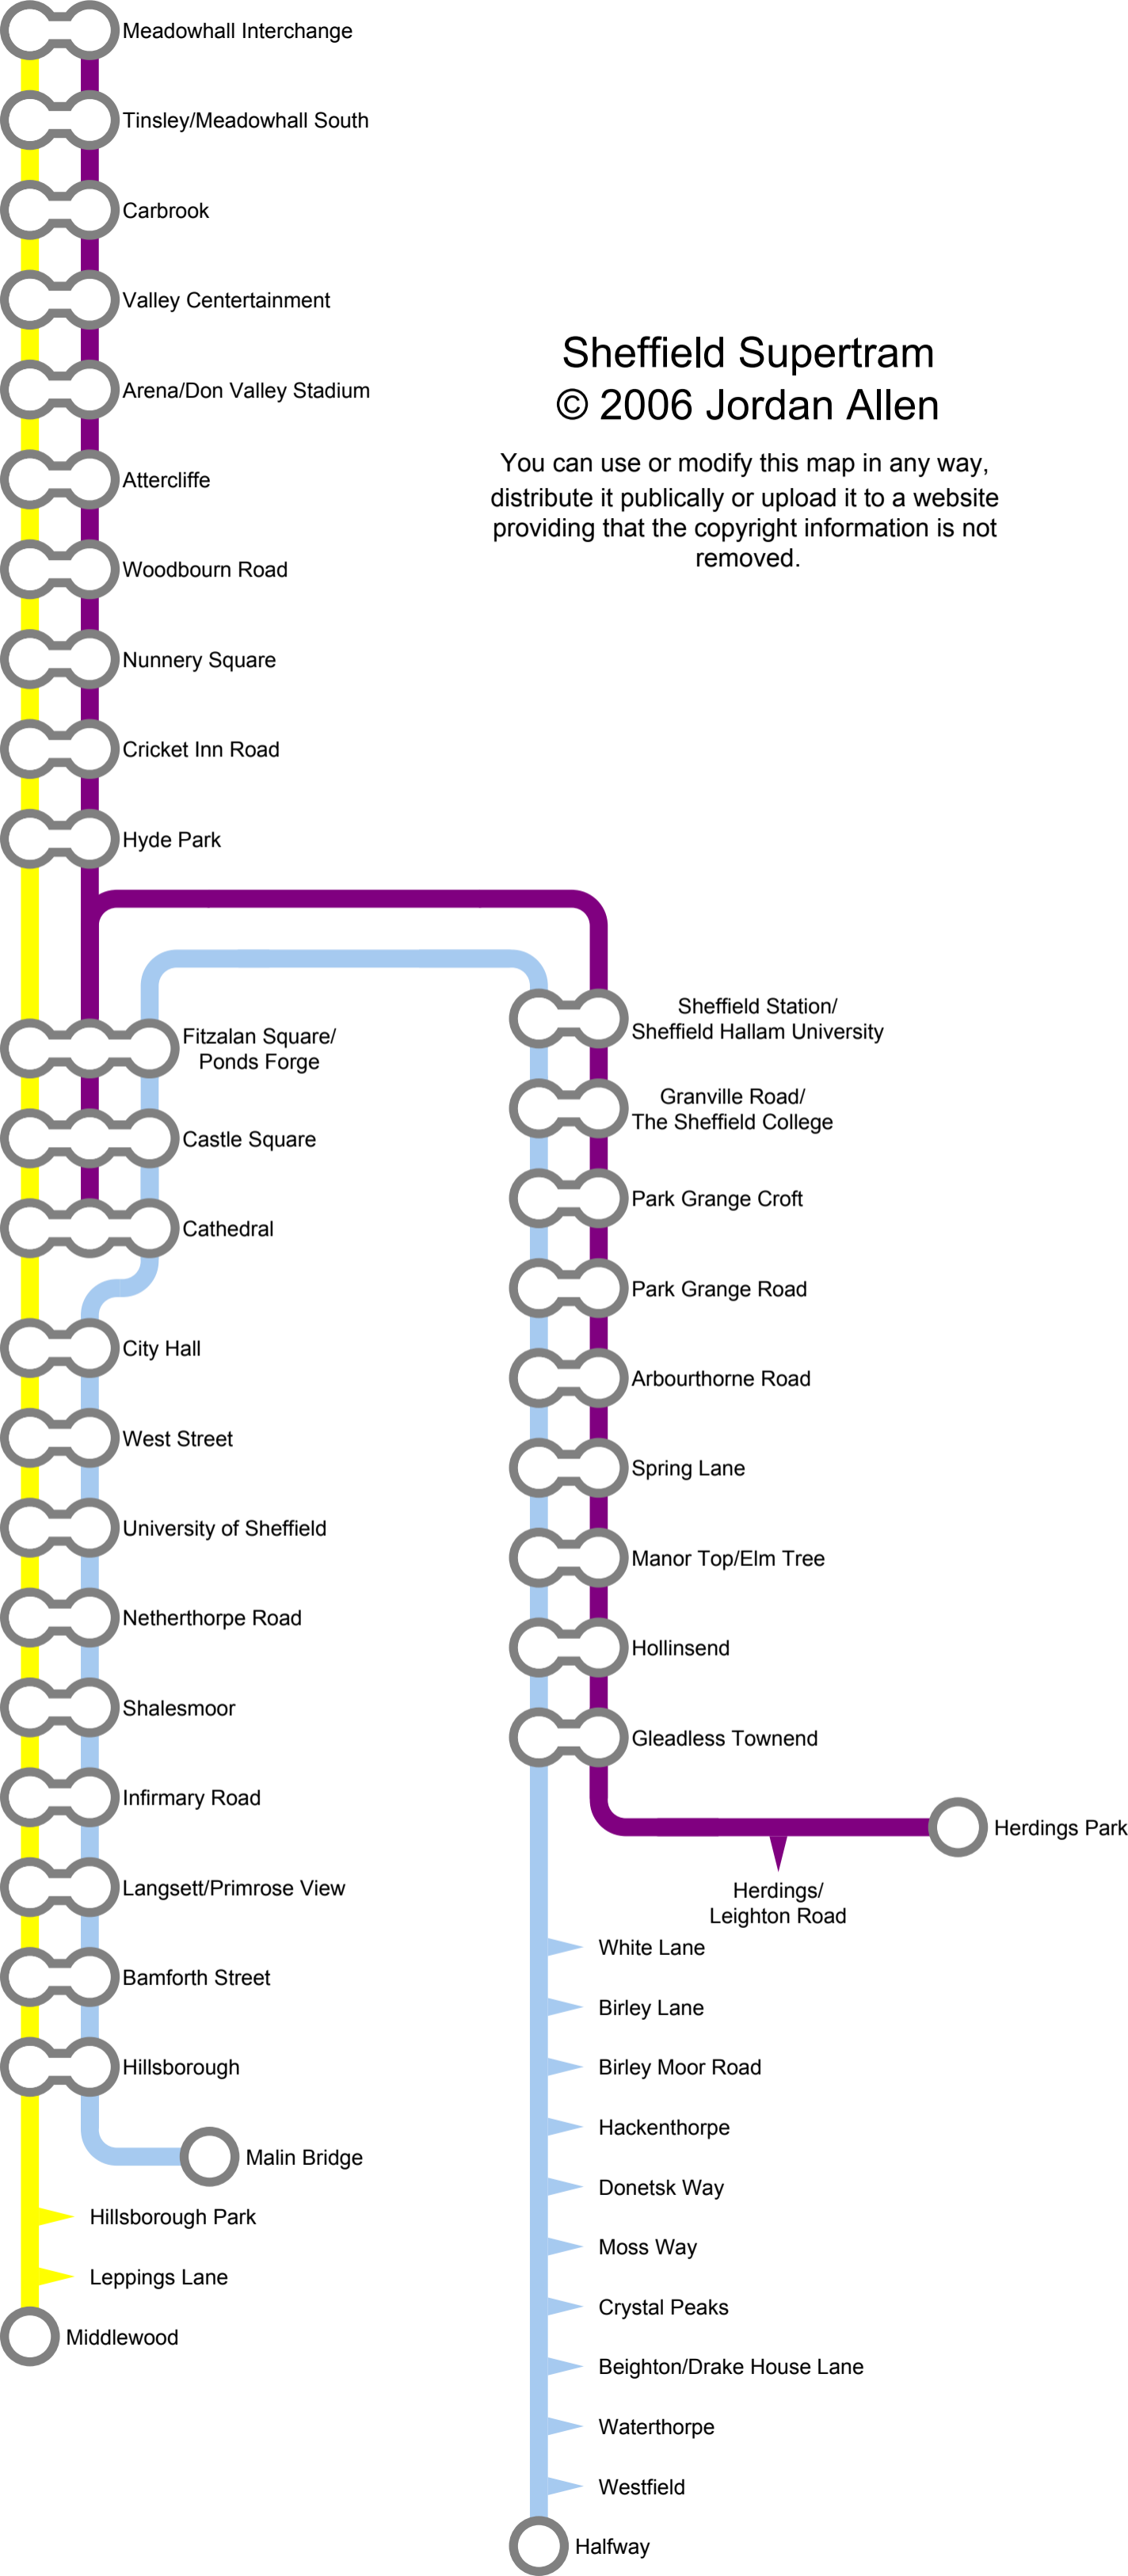 Meadowhall Interchange
Tinsley/Meadowhall South
Carbrook
Valley Centertainment
Arena/Don Valley Stadium
Attercliffe
Woodbourn Road
Nunnery Square
Cricket Inn Road
Hyde Park
Fitzalan Square/
Ponds Forge
Castle Square
Cathedral
City Hall
West Street
University of Sheffield
Netherthorpe Road
Shalesmoor
Infirmary Road
Langsett/Primrose View
Bamforth Street
Hillsborough
Malin Bridge
Hillsborough Park
Leppings Lane
Middlewood
Sheffield Supertram
© 2006 Jordan Allen
You can use or modify this map in any way,
distribute it publically or upload it to a website
providing that the copyright information is not
removed.
Sheffield Station/
Sheffield Hallam University
Granville Road/
The Sheffield College
Park Grange Croft
Park Grange Road
Arbourthorne Road
Spring Lane
Manor Top/Elm Tree
Hollinsend
Gleadless Townend
Herdings Park
Herdings/
Leighton Road
White Lane
Birley Lane
Birley Moor Road
Hackenthorpe
Donetsk Way
Moss Way
Crystal Peaks
Beighton/Drake House Lane
Waterthorpe
Westfield
Halfway